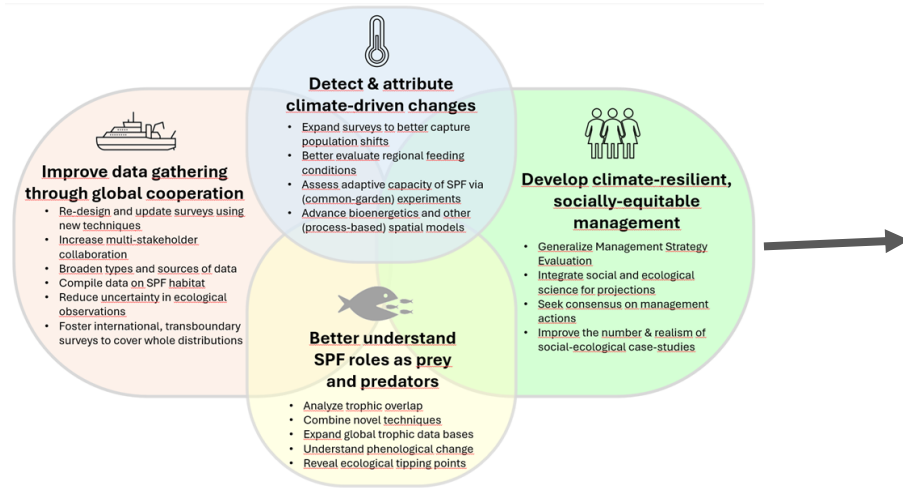 Detect & attribute
climate-driven changes
• Expand surveys to better capture
population shifts
• Better evaluate regional feeding
conditions
• Assess adaptive capacity of SPF via
(common-garden) experiments
• Advance bioenergetics and other
(process-based) spatial models
Improve data gathering
through global cooperation
• Re-design and update surveys using
new techniques
• Increase multi-stakeholder
collaboration
• Broaden types and sources of data
• Compile data on SPF habitat
• Reduce uncertainty in ecological
observations
• Foster international, transboundary
surveys to cover whole distributions
Develop climate-resilient,
socially-equitable
management
• Generalize Management Strategy
Evaluation
• Integrate social and ecological
science for projections
• Seek consensus on management
actions
• Improve the number & realism of
social-ecological case-studies
Better understand
SPF roles as prey
and predators
• Analyze trophic overlap
• Combine novel techniques
• Expand global trophic data bases
• Understand phenological change
• Reveal ecological tipping points